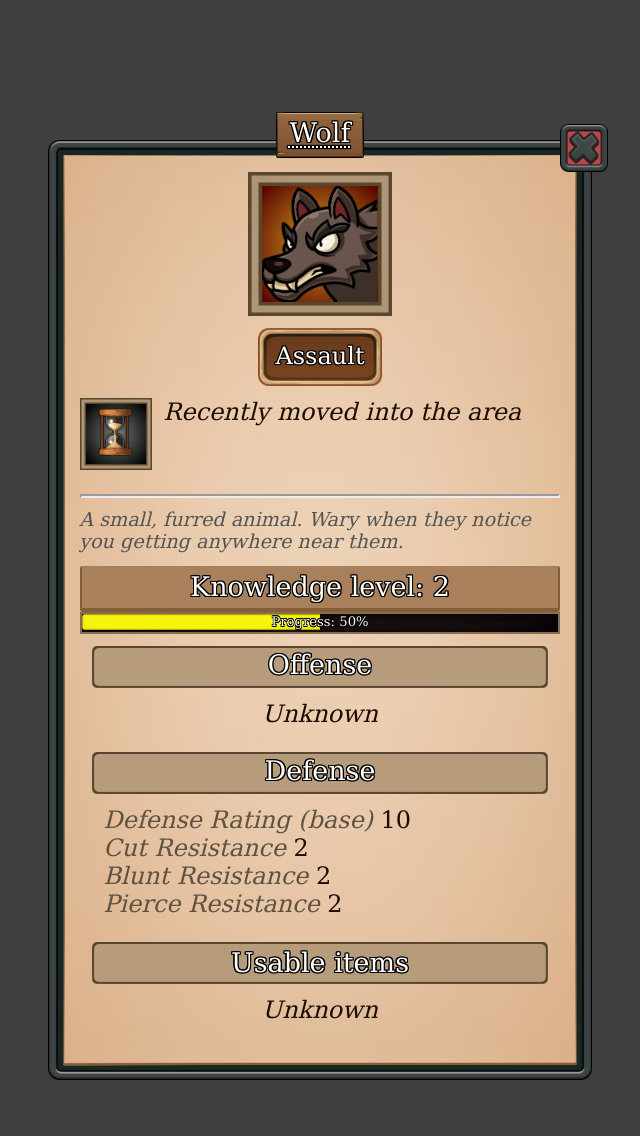 Wolf
Assault
Recently moved into the area
A small, furred animal. Wary when they notice
you getting anywhere near them.
Knowledge level: 2
Progress: 50%
Offense
Unknown
Defense
Defense Rating (base) 10
Cut Resistance 2
Blunt Resistance 2
Pierce Resistance 2
Usable items
Unknown